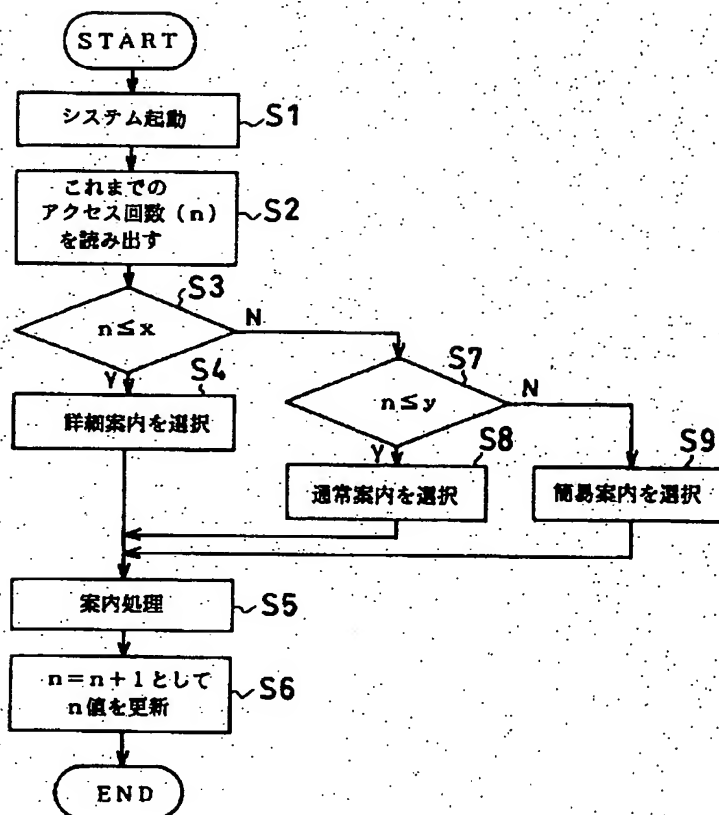 START
システム起動
S1
これまでの
アクセス回数(n)
を読み出す
S2
n≦x
S3
N
Y
S4
詳細案内を選択
n≦y
S7
N
Y
S8
通常案内を選択
S9
簡易案内を選択
案内処理
S5
n=n+1として
n値を更新
S6
END